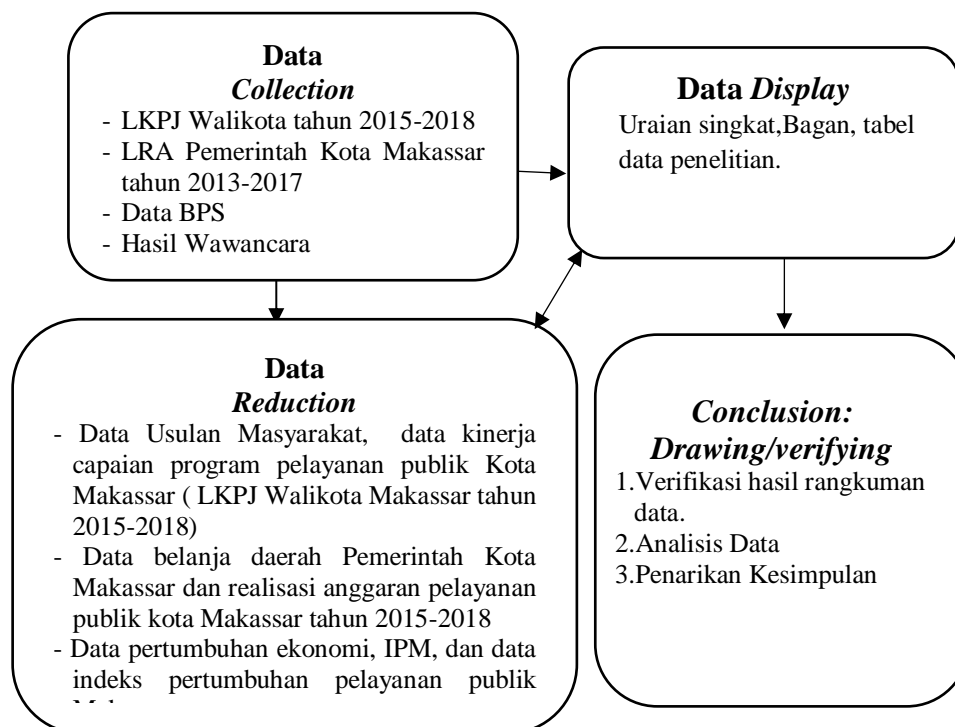 Data
Collection
- LKPJ Walikota tahun 2015-2018
- LRA Pemerintah Kota Makassar
tahun 2013-2017
- Data BPS
- Hasil Wawancara
Data Display
Uraian singkat,Bagan, tabel
data penelitian.
Data
Reduction
- Data Usulan Masyarakat, data kinerja
capaian program pelayanan publik Kota
Makassar ( LKPJ Walikota Makassar tahun
2015-2018)
- Data belanja daerah Pemerintah Kota
Makassar dan realisasi anggaran pelayanan
publik kota Makassar tahun 2015-2018
- Data pertumbuhan ekonomi, IPM, dan data
indeks pertumbuhan pelayanan publik
Conclusion:
Drawing/verifying
1.Verifikasi hasil rangkuman
data.
2.Analisis Data
3.Penarikan Kesimpulan